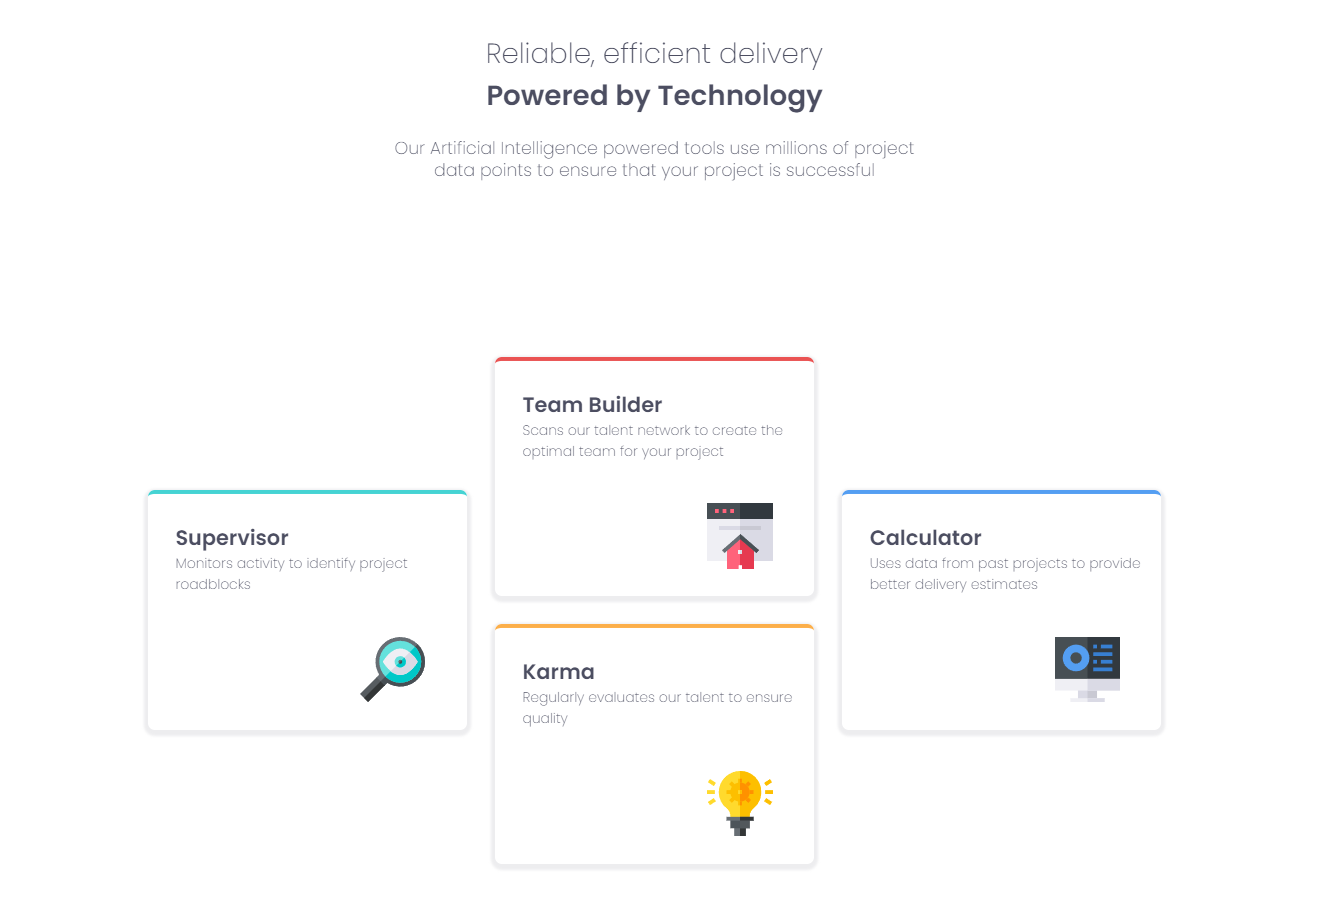 Reliable, efficient delivery
Powered by Technology
Our Artificial Intelligence powered tools use millions of project
data points to ensure that your project is successful
Team Builder
Scans our talent network to create the
optimal team for your project
Supervisor
Monitors activity to identify project
roadblocks
Calculator
Uses data from past projects to provide
better delivery estimates
Karma
Regularly evaluates our talent to ensure
quality